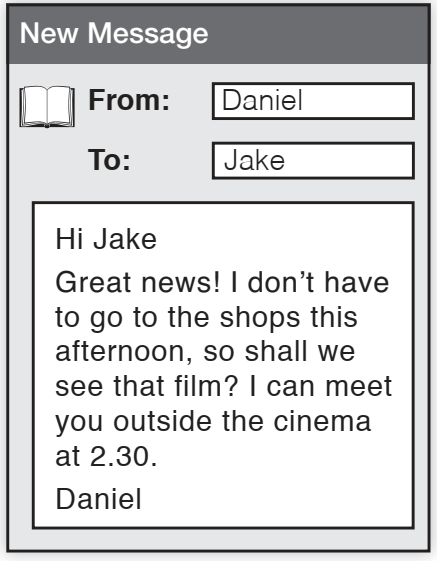 New Message
From: Daniel
To: Jake
Hi Jake
Great news! I don’t have
to go to the shops this
afternoon, so shall we
see that film? I can meet
you outside the cinema
at 2.30.
Daniel